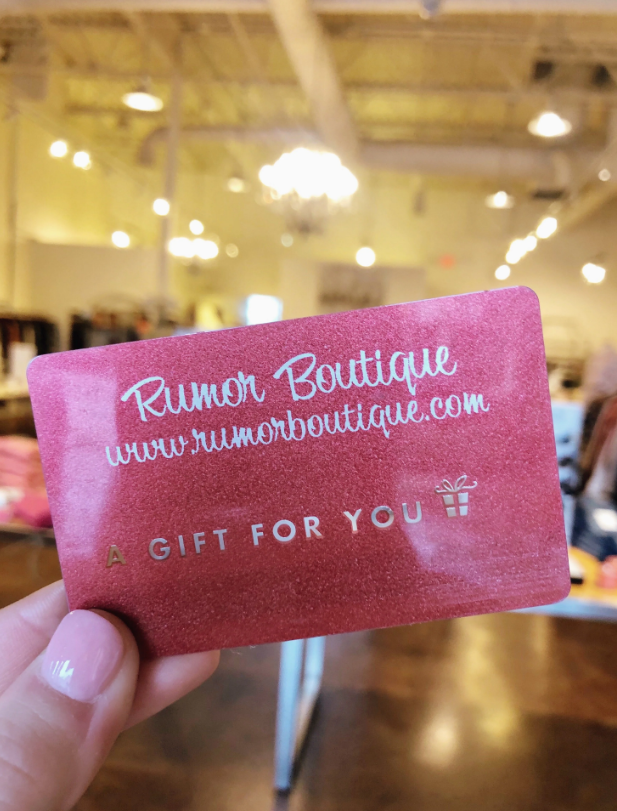 Rumor Boutique
www.rumorboutique.com
A GIFT FOR YOU